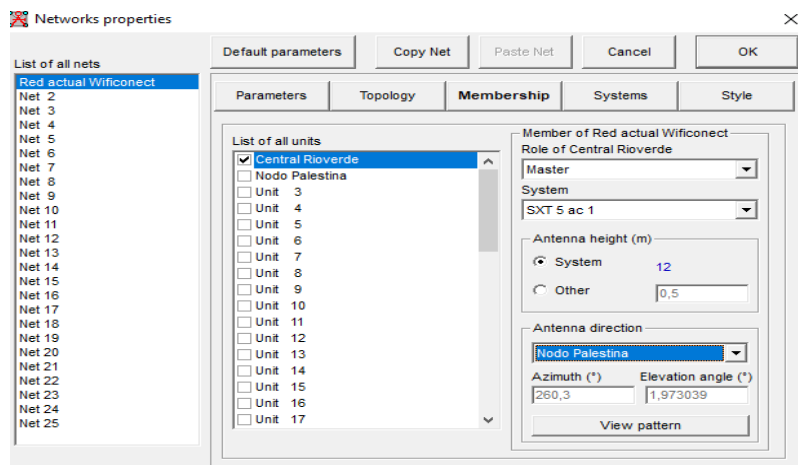 Networks properties
Default parameters
Copy Net
Paste Net
Cancel
OK
List of all nets
Red actual Wificonect
Net 2
Net 3
Net 4
Net 5
Net 6
Net 7
Net 8
Net 9
Net 10
Net 11
Net 12
Net 13
Net 14
Net 15
Net 16
Net 17
Net 18
Net 19
Net 20
Net 21
Net 22
Net 23
Net 24
Net 25
Parameters
Topology
Membership
Systems
Style
List of all units
Central Rioverde
Nodo Palestina
Unit 3
Unit 4
Unit 5
Unit 6
Unit 7
Unit 8
Unit 9
Unit 10
Unit 11
Unit 12
Unit 13
Unit 14
Unit 15
Unit 16
Unit 17
Member of Red actual Wificonect
Role of Central Rioverde
Master
System
SXT 5 ac 1
Antenna height (m)
System 12
Other 0,5
Antenna direction
Nodo Palestina
Azimuth (°) Elevation angle (°)
260,3 1,973039
View pattern